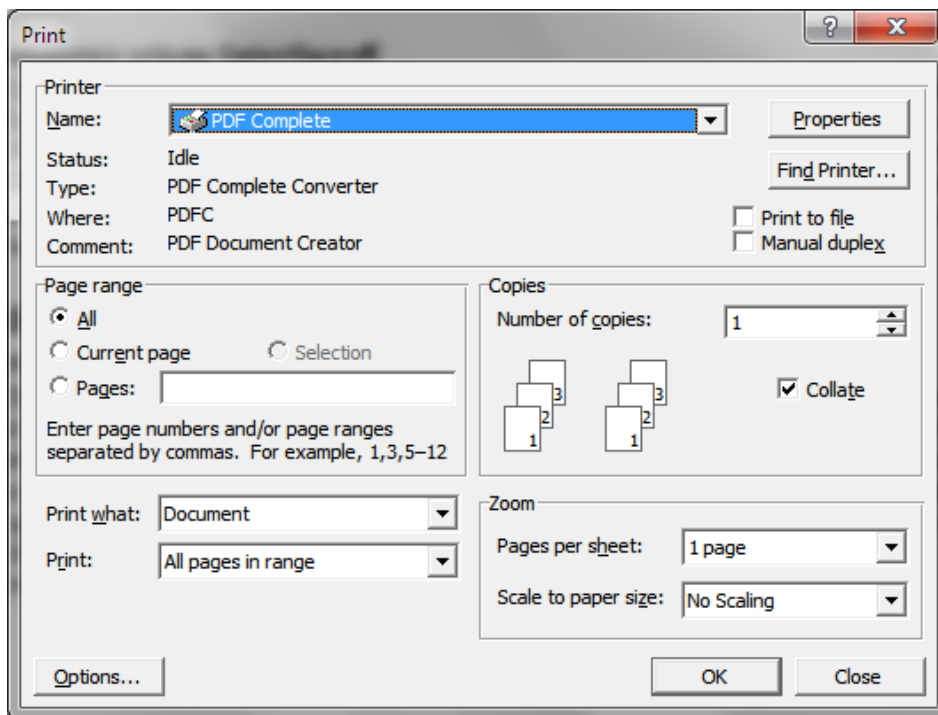 Print
Printer
Name: PDF Complete
Properties
Status: Idle
Find Printer...
Type: PDF Complete Converter
Where: PDFC
Print to file
Comment: PDF Document Creator
Manual duplex
Page range
All
Current page Selection
Pages:
Enter page numbers and/or page ranges
separated by commas. For example, 1,3,5–12
Copies
Number of copies: 1
3 3
2 2
1 1
Collate
Print what: Document
Print: All pages in range
Zoom
Pages per sheet: 1 page
Scale to paper size: No Scaling
Options... OK Close